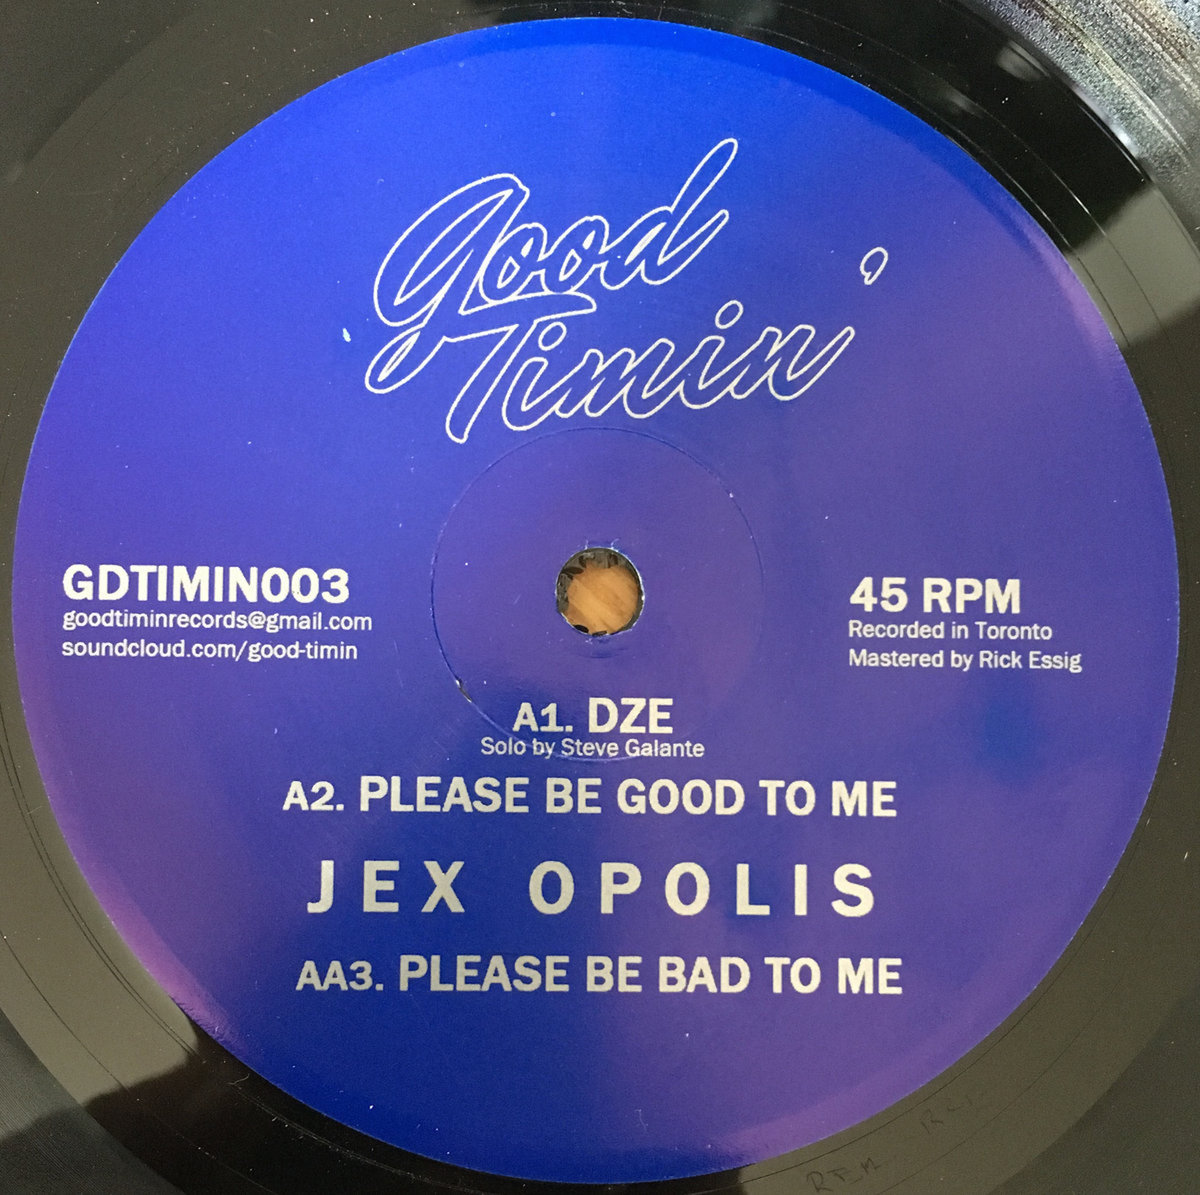 good
Timin'
GDTIMIN003
goodtiminrecords@gmail.com
soundcloud.com/good-timin
45 RPM
Recorded in Toronto
Mastered by Rick Essig
A1. DZE
Solo by Steve Galante
A2. PLEASE BE GOOD TO ME
JEX OPOLIS
AA3. PLEASE BE BAD TO ME